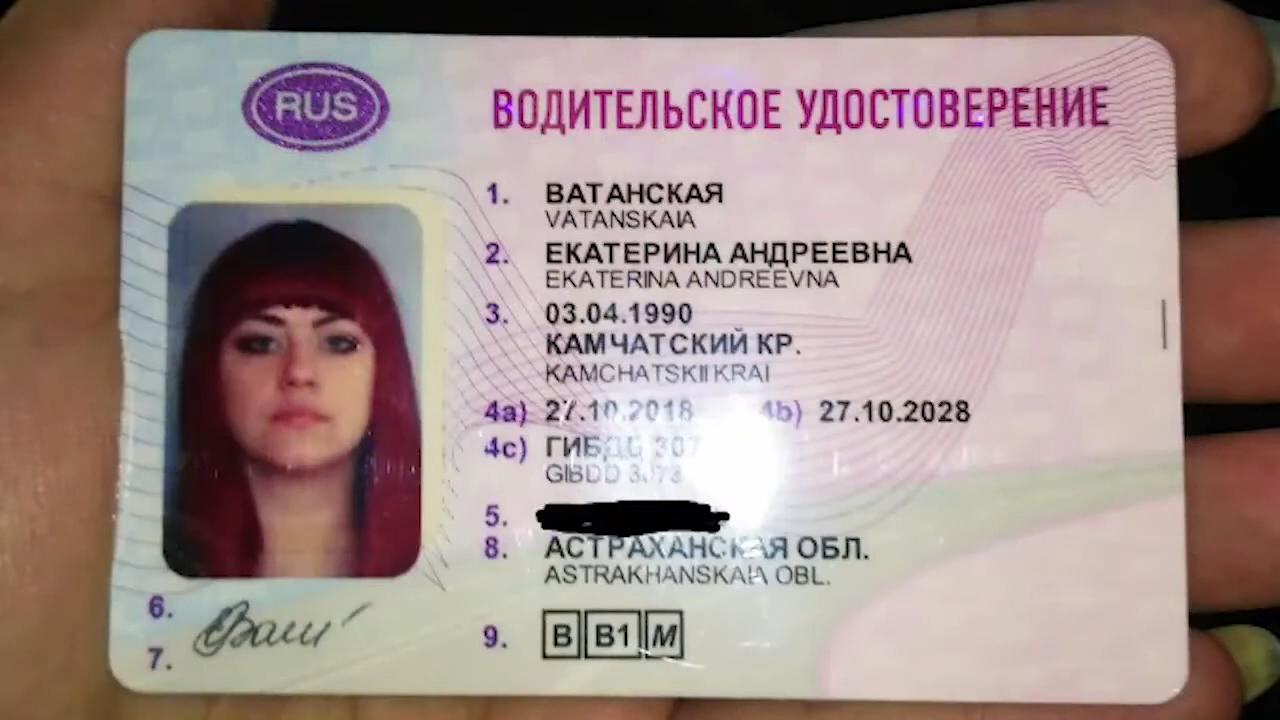 RUS
ВОДИТЕЛЬСКОЕ УДОСТОВЕРЕНИЕ
1. ВАТАНСКАЯ
VATANSKAIA
2. ЕКАТЕРИНА АНДРЕЕВНА
EKATERINA ANDREEVNA
3. 03.04.1990
КАМЧАТСКИЙ КР.
KAMCHATSKII KRAI
4a) 27.10.2018 4b) 27.10.2028
4c) ГИБДД
GIBDD
5.
8. АСТРАХАНСКАЯ ОБЛ.
ASTRAKHANSKAIA OBL.
6.
7.
9. B B1 M